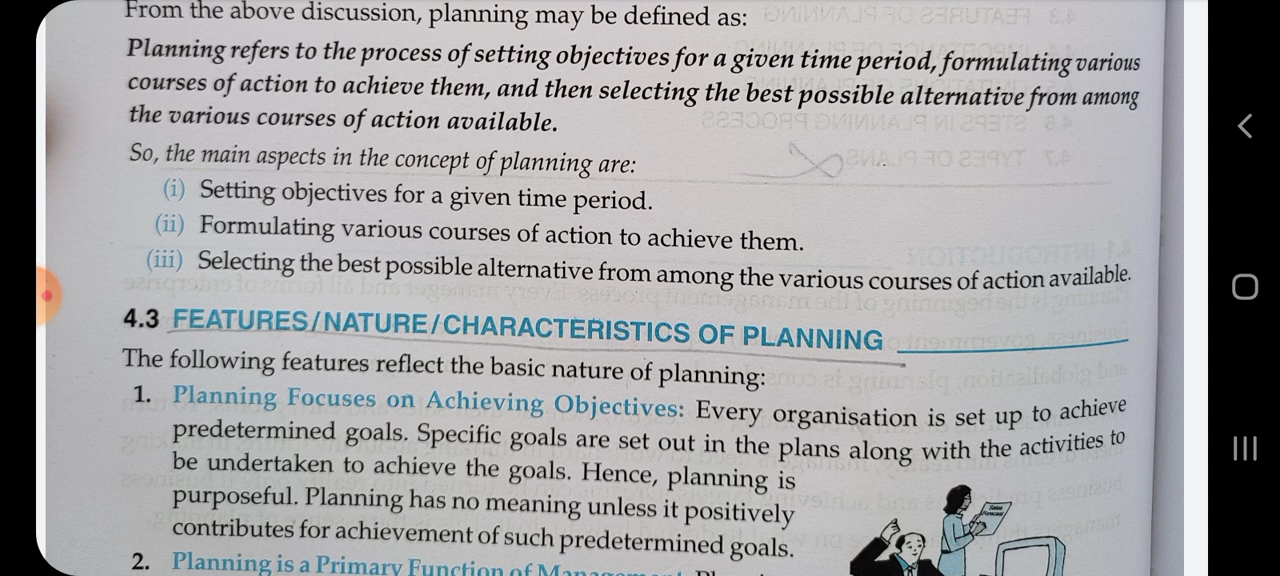 From the above discussion, planning may be defined as:
Planning refers to the process of setting objectives for a given time period, formulating various
courses of action to achieve them, and then selecting the best possible alternative from among
the various courses of action available.
So, the main aspects in the concept of planning are:
(i) Setting objectives for a given time period.
(ii) Formulating various courses of action to achieve them.
(iii) Selecting the best possible alternative from among the various courses of action available.
4.3 FEATURES/NATURE/CHARACTERISTICS OF PLANNING
The following features reflect the basic nature of planning:
1. Planning Focuses on Achieving Objectives: Every organisation is set up to achieve
predetermined goals. Specific goals are set out in the plans along with the activities to
be undertaken to achieve the goals. Hence, planning is
purposeful. Planning has no meaning unless it positively
contributes for achievement of such predetermined goals.
Sales
Forecast
2. Planning is a Primary Function of